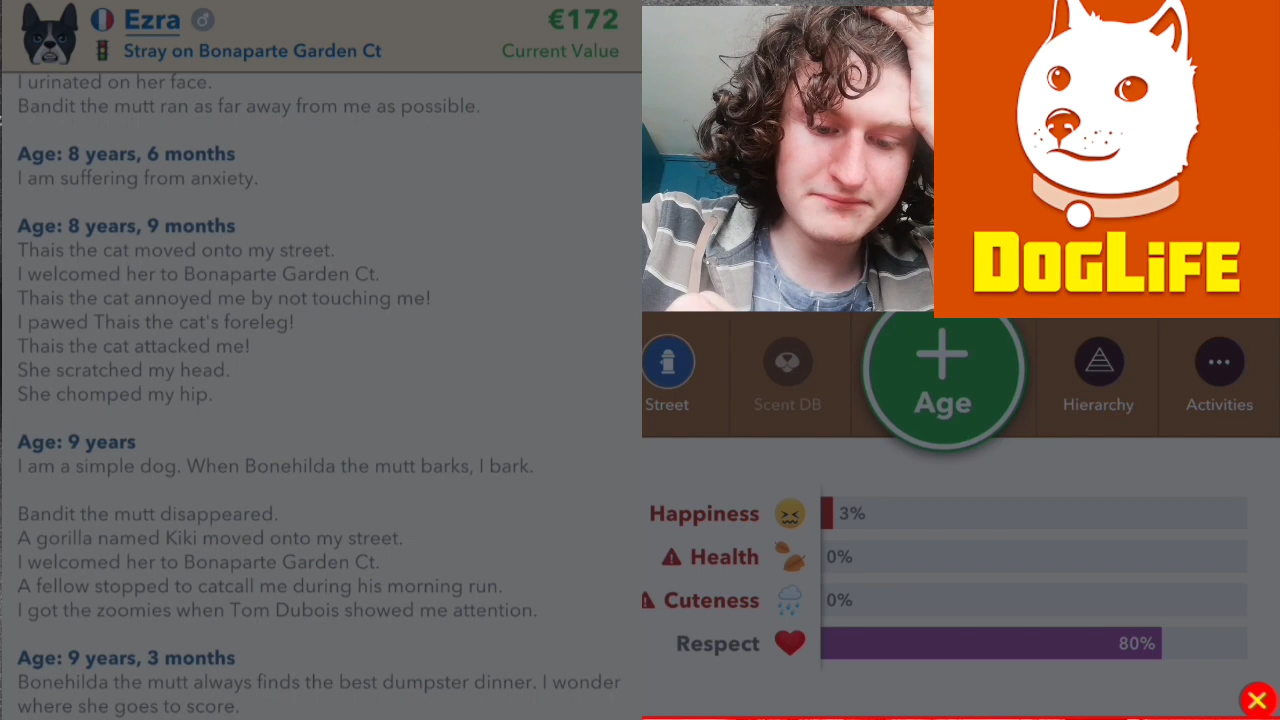 Ezra
Stray on Bonaparte Garden Ct
€172
Current Value
I urinated on her face.
Bandit the mutt ran as far away from me as possible.
Age: 8 years, 6 months
I am suffering from anxiety.
Age: 8 years, 9 months
Thais the cat moved onto my street.
I welcomed her to Bonaparte Garden Ct.
Thais the cat annoyed me by not touching me!
I pawed Thais the cat's foreleg!
Thais the cat attacked me!
She scratched my head.
She chomped my hip.
Age: 9 years
I am a simple dog. When Bonehilda the mutt barks, I bark.
Bandit the mutt disappeared.
A gorilla named Kiki moved onto my street.
I welcomed her to Bonaparte Garden Ct.
A fellow stopped to catcall me during his morning run.
I got the zoomies when Tom Dubois showed me attention.
Age: 9 years, 3 months
Bonehilda the mutt always finds the best dumpster dinner. I wonder
where she goes to score.
DOGLIFE
Street
Scent DB
Age
Hierarchy
Activities
Happiness 3%
Health 0%
Cuteness 0%
Respect 80%